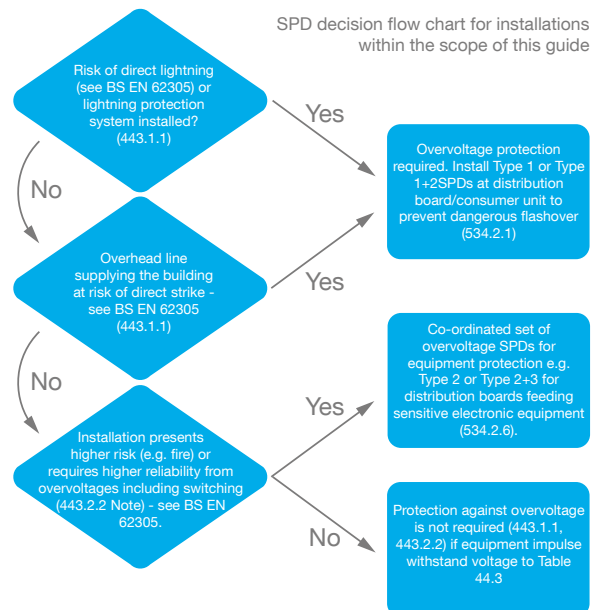 SPD decision flow chart for installations
within the scope of this guide
Risk of direct lightning
(see BS EN 62305) or
lightning protection
system installed?
(443.1.1)
Yes
No
Overvoltage protection
required. Install Type 1 or Type
1+2SPDs at distribution
board/consumer unit to
prevent dangerous flashover
(534.2.1)
Overhead line
supplying the building
at risk of direct strike -
see BS EN 62305
(443.1.1)
Yes
No
Co-ordinated set of
overvoltage SPDs for
equipment protection e.g.
Type 2 or Type 2+3 for
distribution boards feeding
sensitive electronic equipment
(534.2.6).
Installation presents
higher risk (e.g. fire) or
requires higher reliability from
overvoltages including switching
(443.2.2 Note) - see BS EN
62305.
Yes
No
Protection against overvoltage
is not required (443.1.1,
443.2.2) if equipment impulse
withstand voltage to Table
44.3